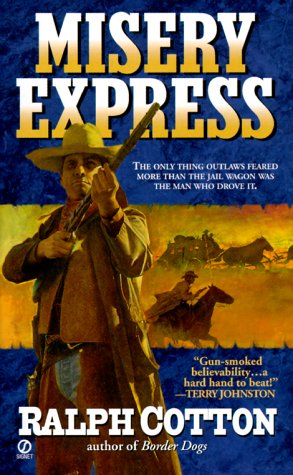 MISERY
EXPRESS
THE ONLY THING OUTLAWS FEARED
MORE THAN THE JAIL WAGON WAS
THE MAN WHO DROVE IT.
"Gun-smoked
believability...a
hard hand to beat!"
—TERRY JOHNSTON
RALPH COTTON
author of Border Dogs
SIGNET